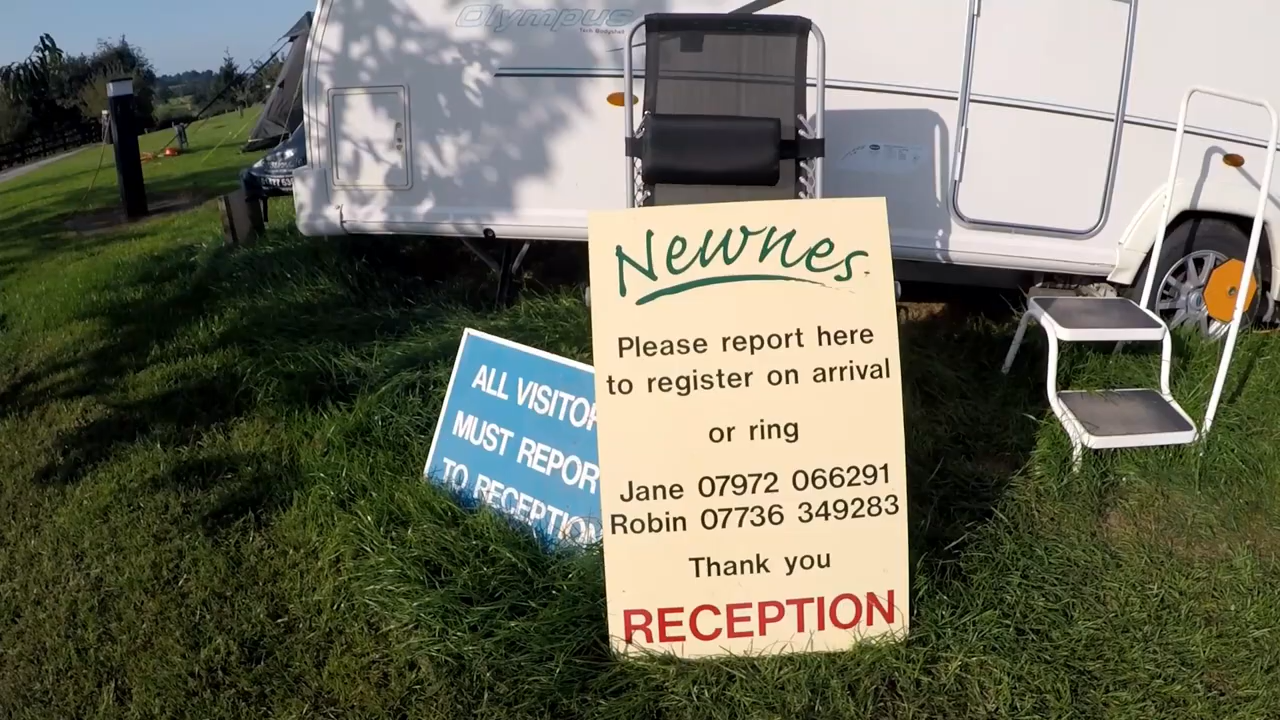 Olympus
Newnes
Please report here
to register on arrival
or ring
Jane 07972 066291
Robin 07736 349283
Thank you
RECEPTION
ALL VISITO
MUST REPOR
TO RECEPTION